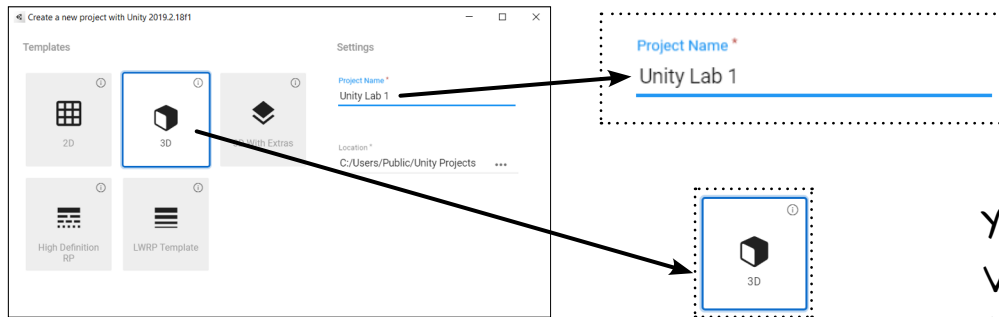 Create a new project with Unity 2019.2.18f1
Templates
Settings
2D
3D
3D With Extras
High Definition
RP
LWRP Template
Project Name *
Unity Lab 1
Location *
C:/Users/Public/Unity Projects
Project Name *
Unity Lab 1
3D